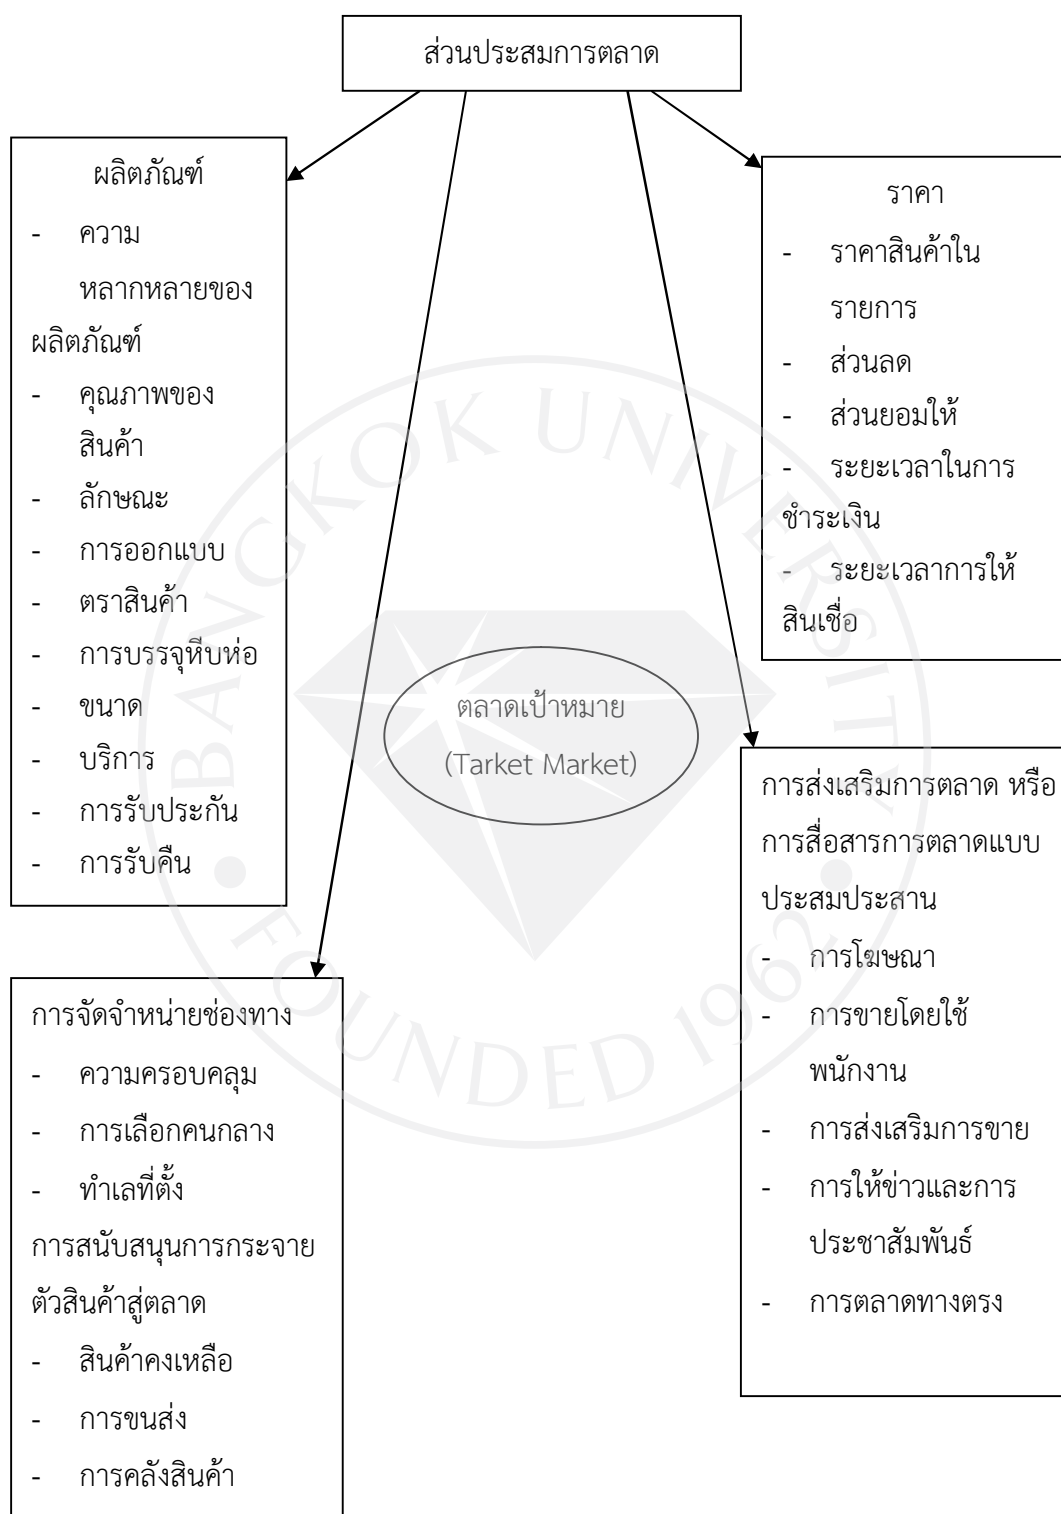 ส่วนประสมการตลาด
ผลิตภัณฑ์
- ความ
หลากหลายของ
ผลิตภัณฑ์
- คุณภาพของ
สินค้า
- ลักษณะ
- การออกแบบ
- ตราสินค้า
- การบรรจุหีบห่อ
- ขนาด
- บริการ
- การรับประกัน
- การรับคืน
ราคา
- ราคาสินค้าใน
รายการ
- ส่วนลด
- ส่วนยอมให้
- ระยะเวลาในการ
ชำระเงิน
- ระยะเวลาการให้
สินเชื่อ
ตลาดเป้าหมาย
(Tarket Market)
การจัดจำหน่ายช่องทาง
- ความครอบคลุม
- การเลือกคนกลาง
- ทำเลที่ตั้ง
การสนับสนุนการกระจาย
ตัวสินค้าสู่ตลาด
- สินค้าคงเหลือ
- การขนส่ง
- การคลังสินค้า
การส่งเสริมการตลาด หรือ
การสื่อสารการตลาดแบบ
ประสมประสาน
- การโฆษณา
- การขายโดยใช้
พนักงาน
- การส่งเสริมการขาย
- การให้ข่าวและการ
ประชาสัมพันธ์
- การตลาดทางตรง
BANGKOK UNIVERSITY
FOUNDED 1962